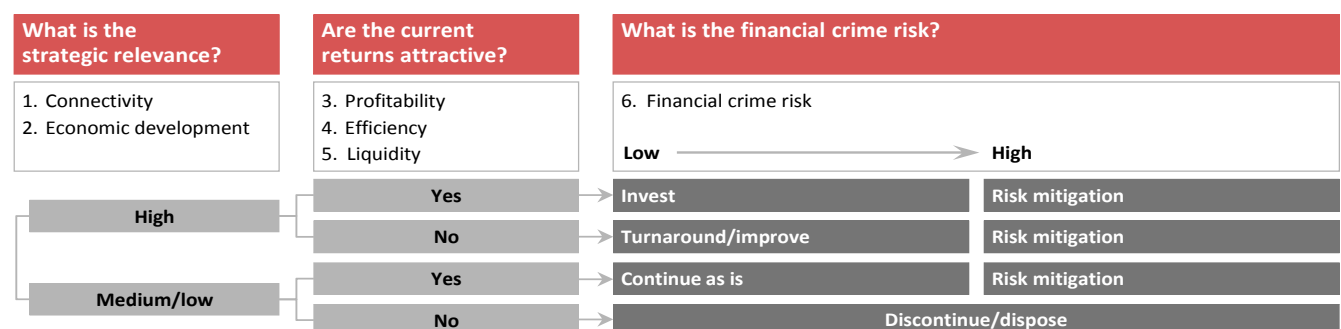 What is the
strategic relevance?
Are the current
returns attractive?
What is the financial crime risk?
1. Connectivity
2. Economic development
3. Profitability
4. Efficiency
5. Liquidity
6. Financial crime risk
Low
High
High
Yes
Invest
Risk mitigation
No
Turnaround/improve
Risk mitigation
Medium/low
Yes
Continue as is
Risk mitigation
No
Discontinue/dispose